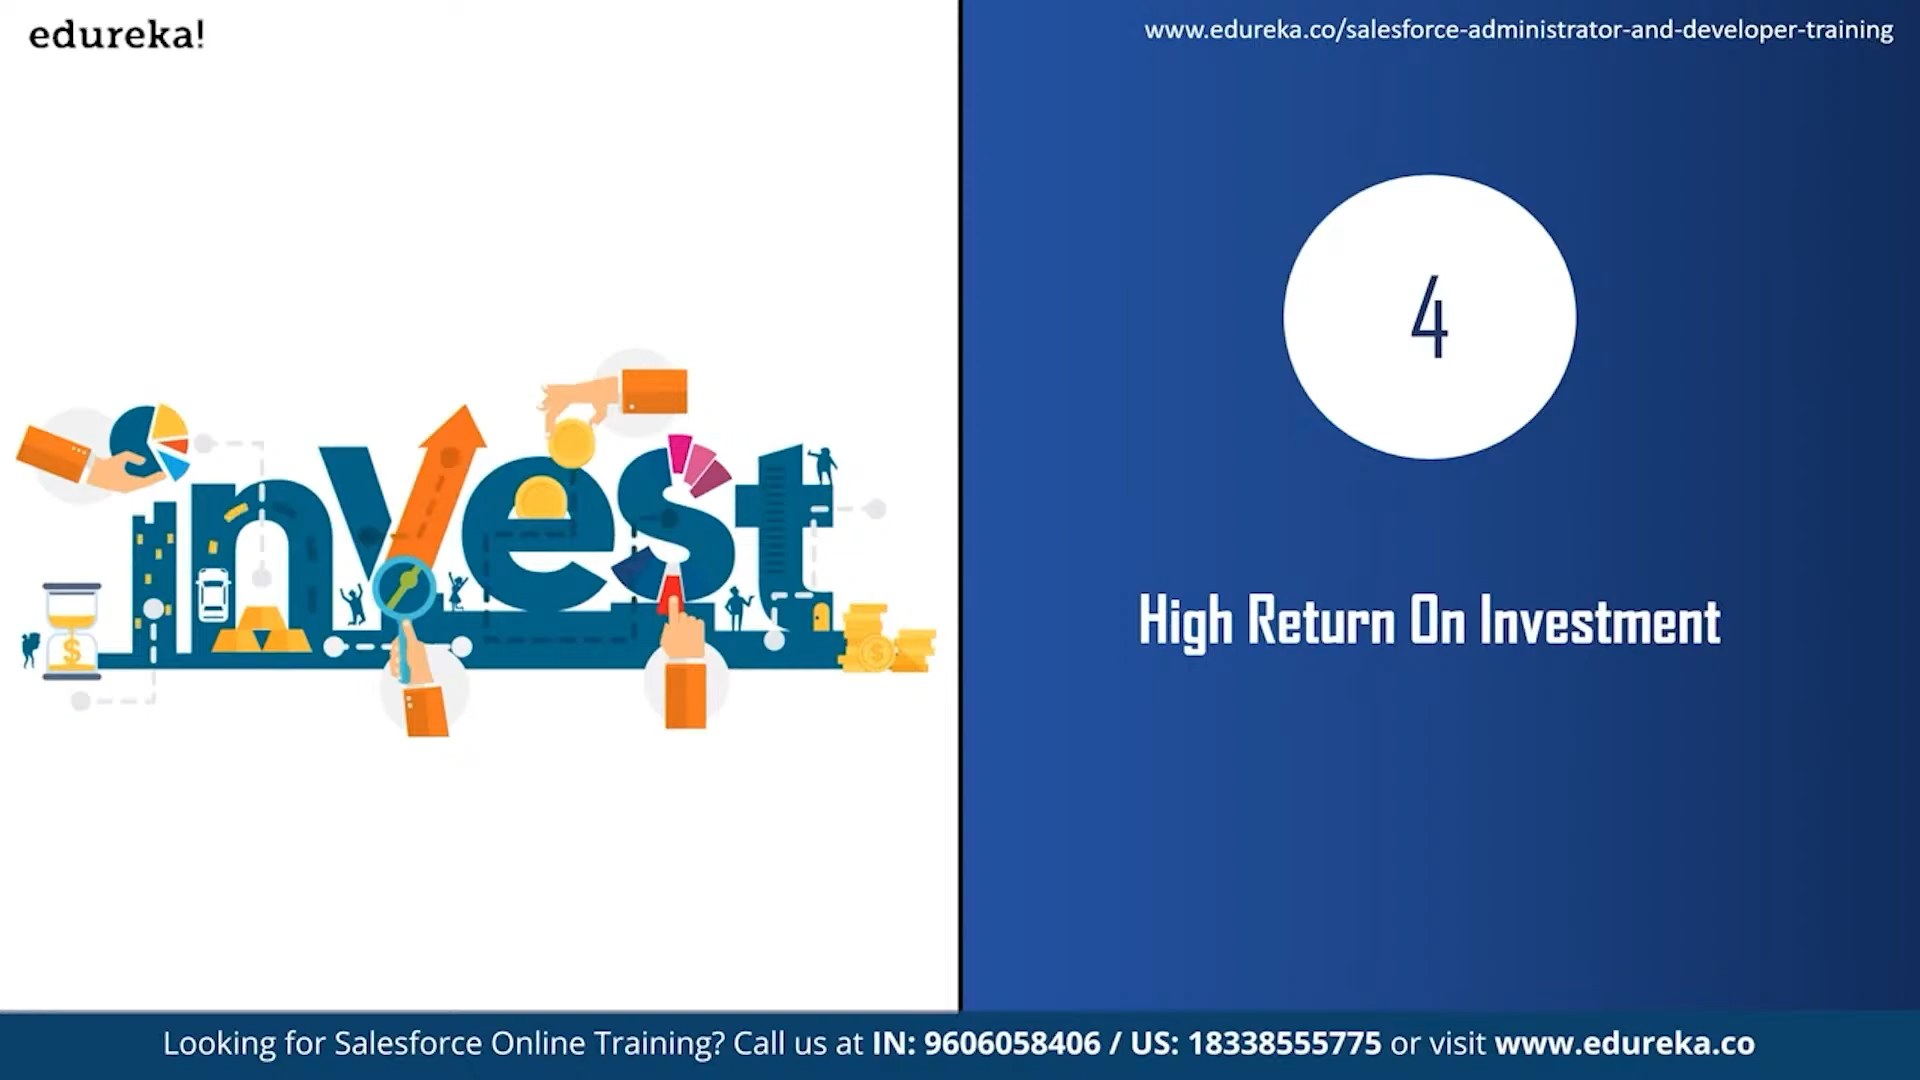 edureka!
www.edureka.co/salesforce-administrator-and-developer-training
4
invest
$
$
High Return On Investment
Looking for Salesforce Online Training? Call us at IN: 9606058406 / US: 18338555775 or visit www.edureka.co